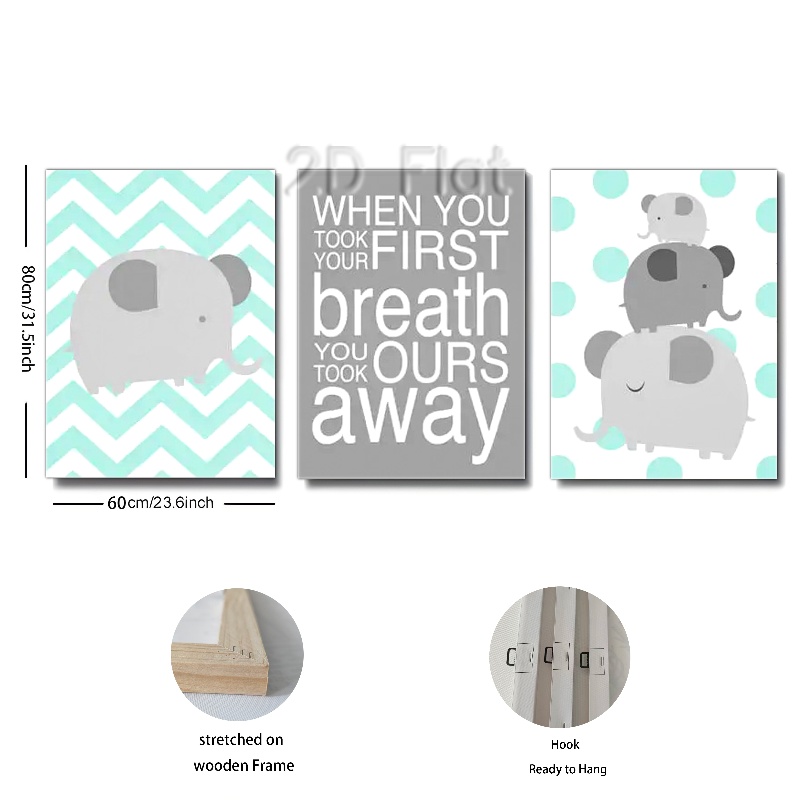 2D Flat
WHEN YOU
TOOK
YOUR FIRST
breath
YOU
TOOK OURS
away
80cm/31.5inch
60cm/23.6inch
stretched on
wooden Frame
Hook
Ready to Hang